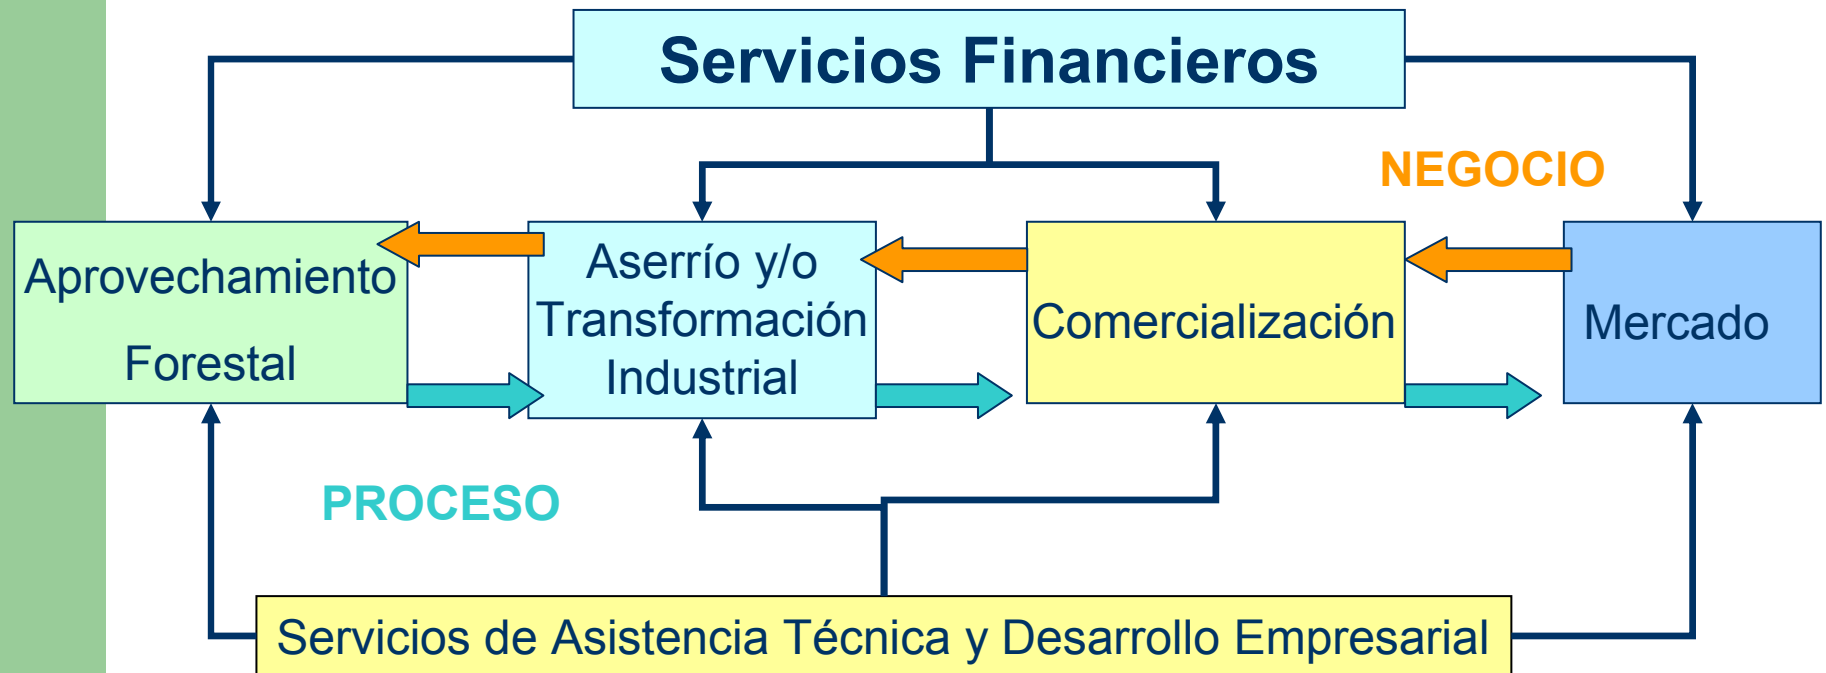 Servicios Financieros
NEGOCIO
Aprovechamiento
Forestal
Aserrío y/o
Transformación
Industrial
Comercialización
Mercado
PROCESO
Servicios de Asistencia Técnica y Desarrollo Empresarial